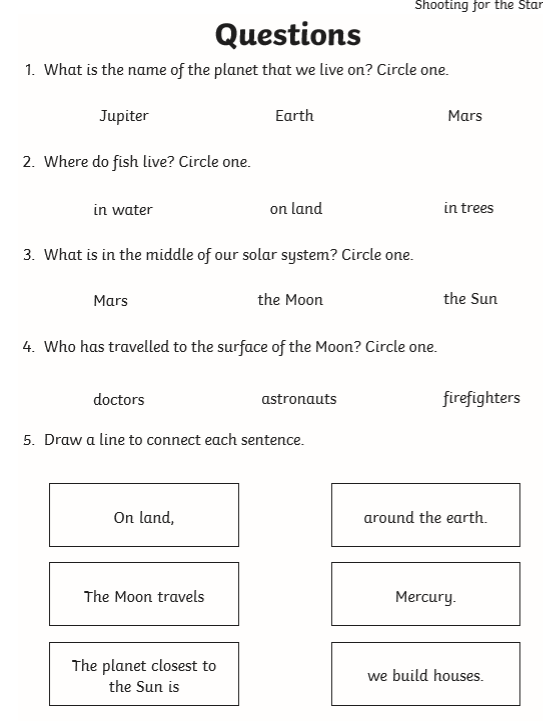 Shooting for the Star
Questions
1. What is the name of the planet that we live on? Circle one.
Jupiter Earth Mars
2. Where do fish live? Circle one.
in water on land in trees
3. What is in the middle of our solar system? Circle one.
Mars the Moon the Sun
4. Who has travelled to the surface of the Moon? Circle one.
doctors astronauts firefighters
5. Draw a line to connect each sentence.
On land, around the earth.
The Moon travels Mercury.
The planet closest to
the Sun is we build houses.